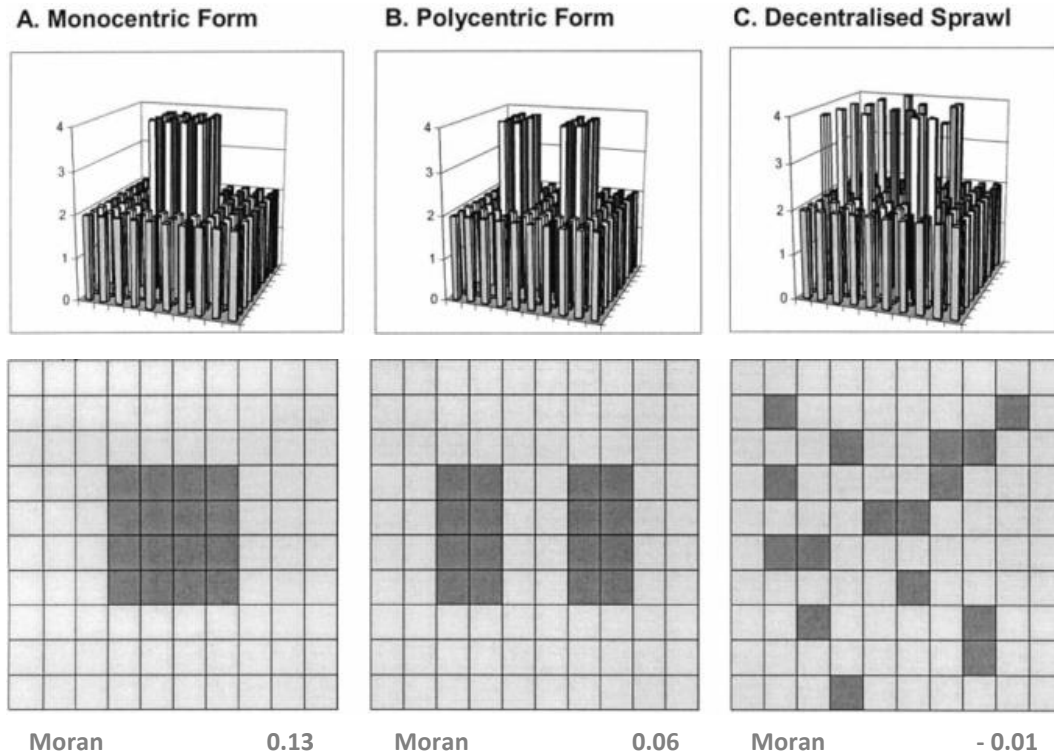 A. Monocentric Form
B. Polycentric Form
C. Decentralised Sprawl
4
3
2
1
0
4
3
2
1
0
4
3
2
1
0
Moran 0.13
Moran 0.06
Moran - 0.01